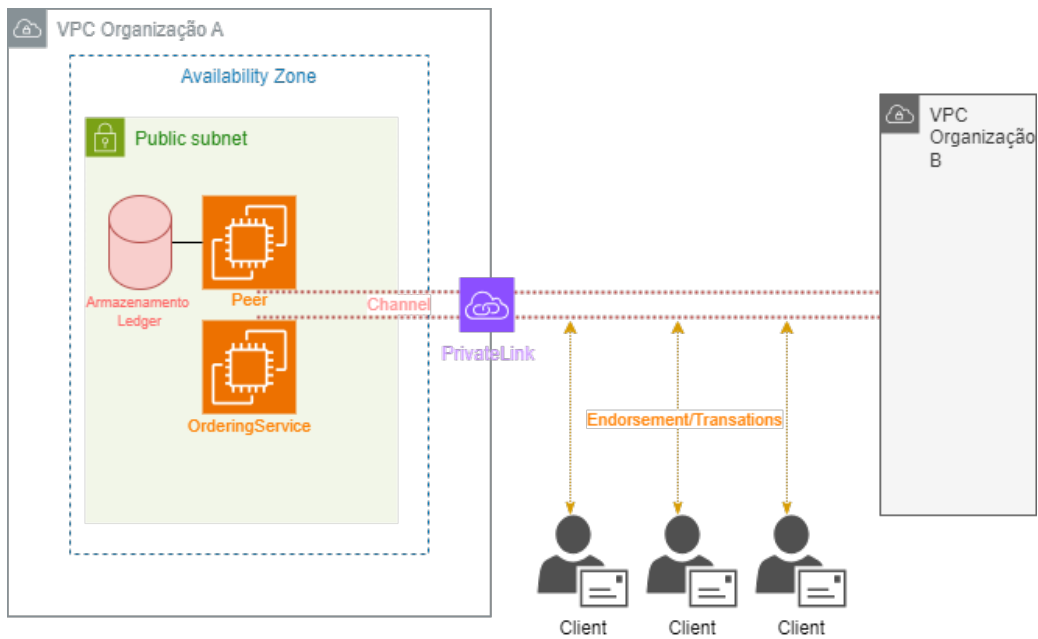 VPC Organização A
Availability Zone
Public subnet
VPC
Organização
B
Armazenamento
Ledger
Peer
Channel
PrivateLink
OrderingService
Endorsement/Transations
Client
Client
Client